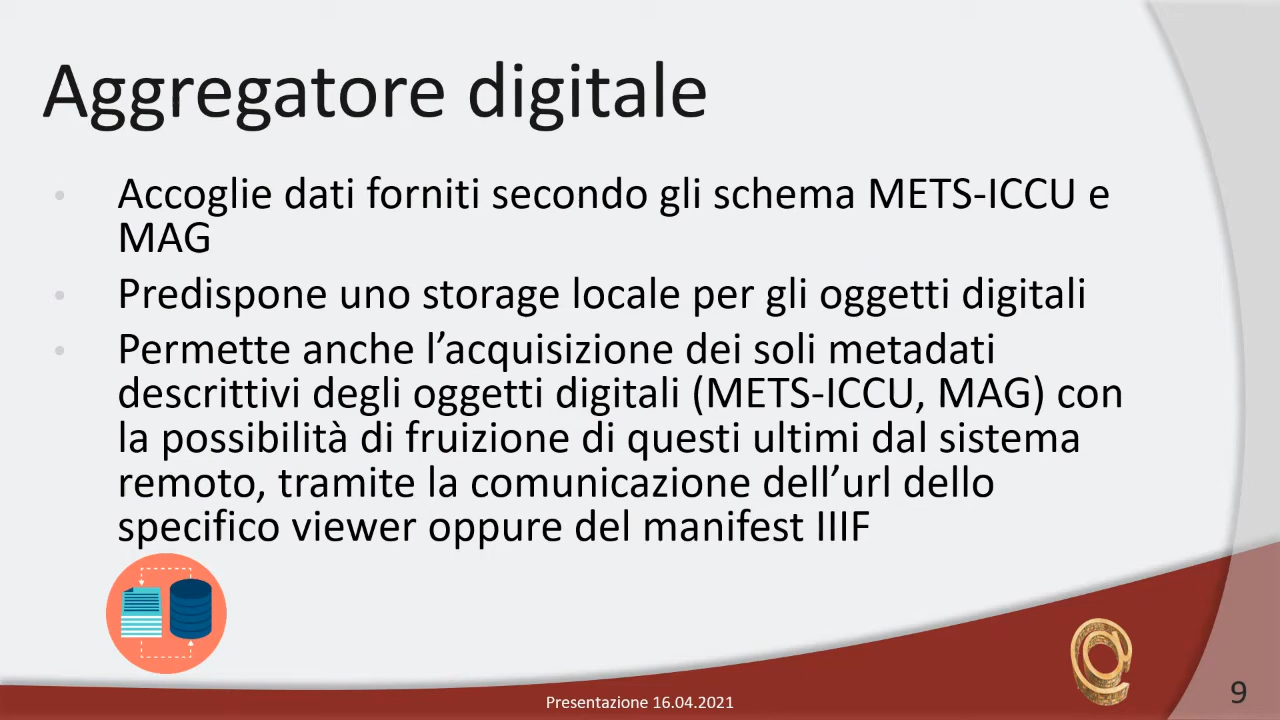 Aggregatore digitale
• Accoglie dati forniti secondo gli schema METS-ICCU e
MAG
• Predispone uno storage locale per gli oggetti digitali
• Permette anche l’acquisizione dei soli metadati
descrittivi degli oggetti digitali (METS-ICCU, MAG) con
la possibilità di fruizione di questi ultimi dal sistema
remoto, tramite la comunicazione dell’url dello
specifico viewer oppure del manifest IIIF
@
Presentazione 16.04.2021
9